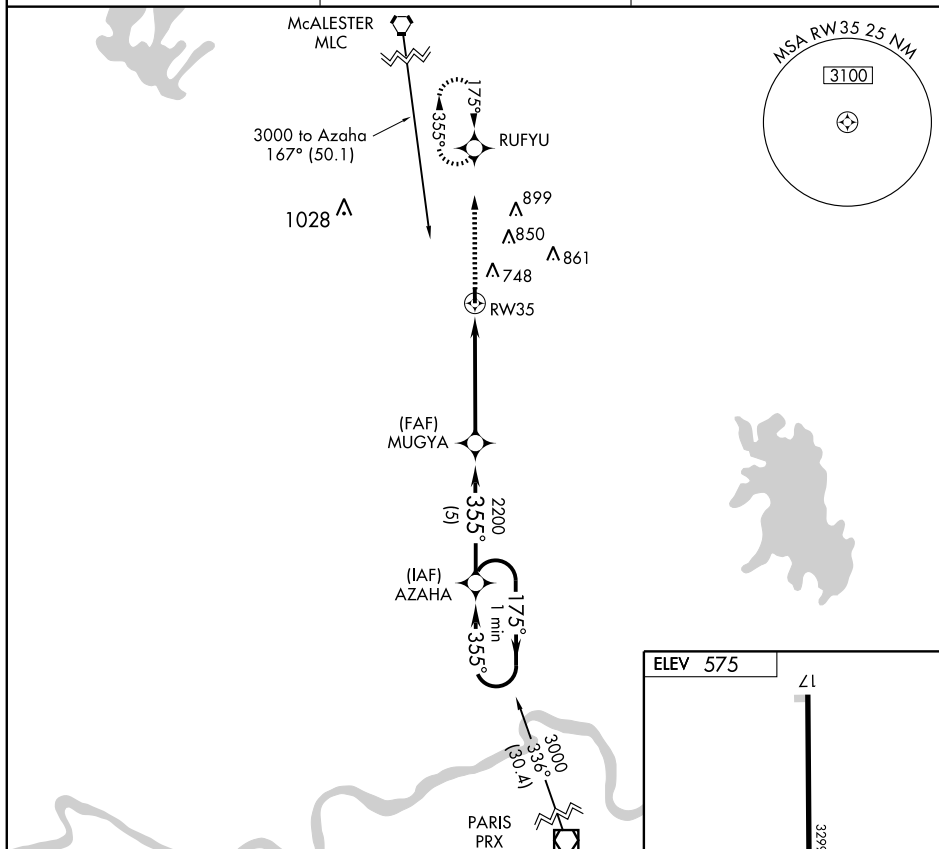 McALESTER
MLC
MSA RW35 25 NM
3100
175°
355°
RUFYU
3000 to Azaha
167° (50.1)
1028
899
850
861
748
RW35
(FAF)
MUGYA
2200
355°
(5)
(IAF)
AZAHA
175°
1 min
355°
ELEV 575
17
3000
336°
(30.4)
PARIS
PRX